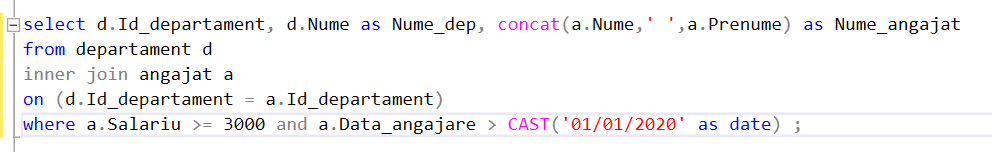 select d.Id_departament, d.Nume as Nume_dep, concat(a.Nume,' ',a.Prenume) as Nume_angajat
from departament d
inner join angajat a
on (d.Id_departament = a.Id_departament)
where a.Salariu >= 3000 and a.Data_angajare > CAST('01/01/2020' as date) ;